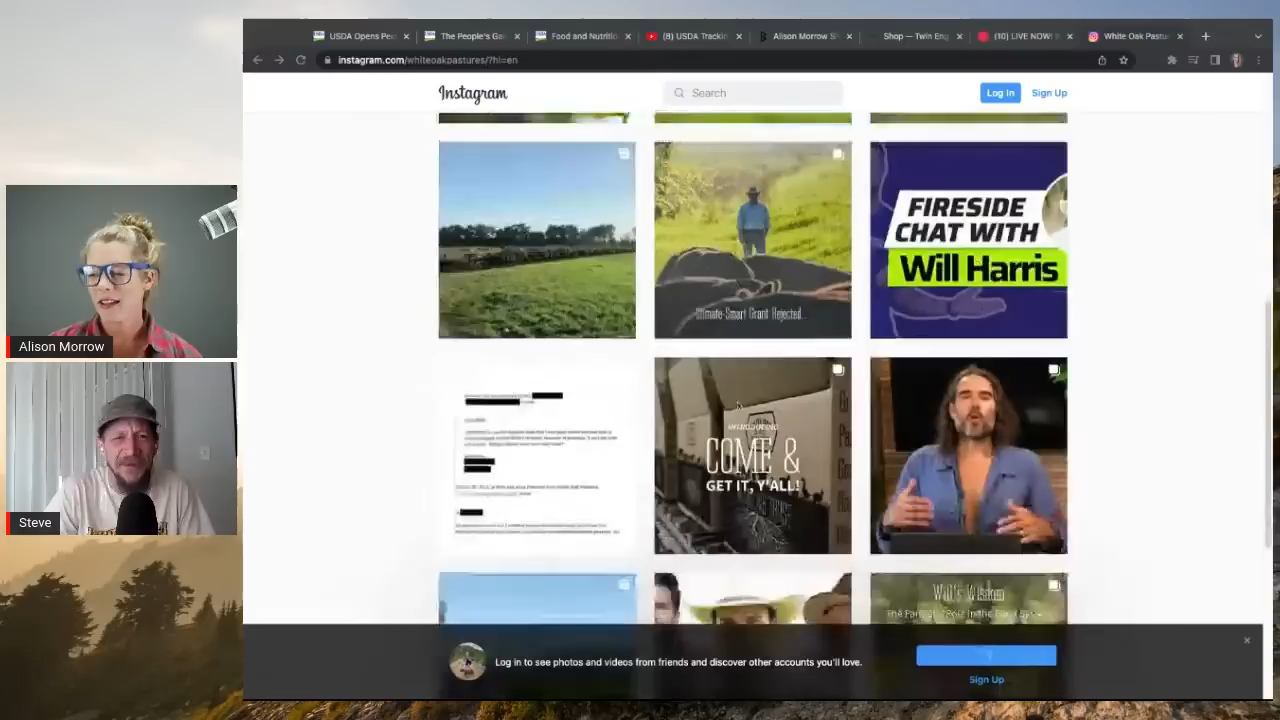 USDA Opens Peo
The People's Ga
Food and Nutritio
(8) USDA Trackin
Alison Morrow S
Shop — Twin Eng
(10) LIVE NOW!
White Oak Pastu
instagram.com/whiteoakpastures/?hl=en
Instagram
Search
Log In
Sign Up
Climate-Smart Grant Rejected..
FIRESIDE
CHAT WITH
Will Harris
INTRODUCING
COME &
GET IT, Y'ALL!
Will's Wisdom
Log in to see photos and videos from friends and discover other accounts you'll love.
Sign Up
Alison Morrow
Steve